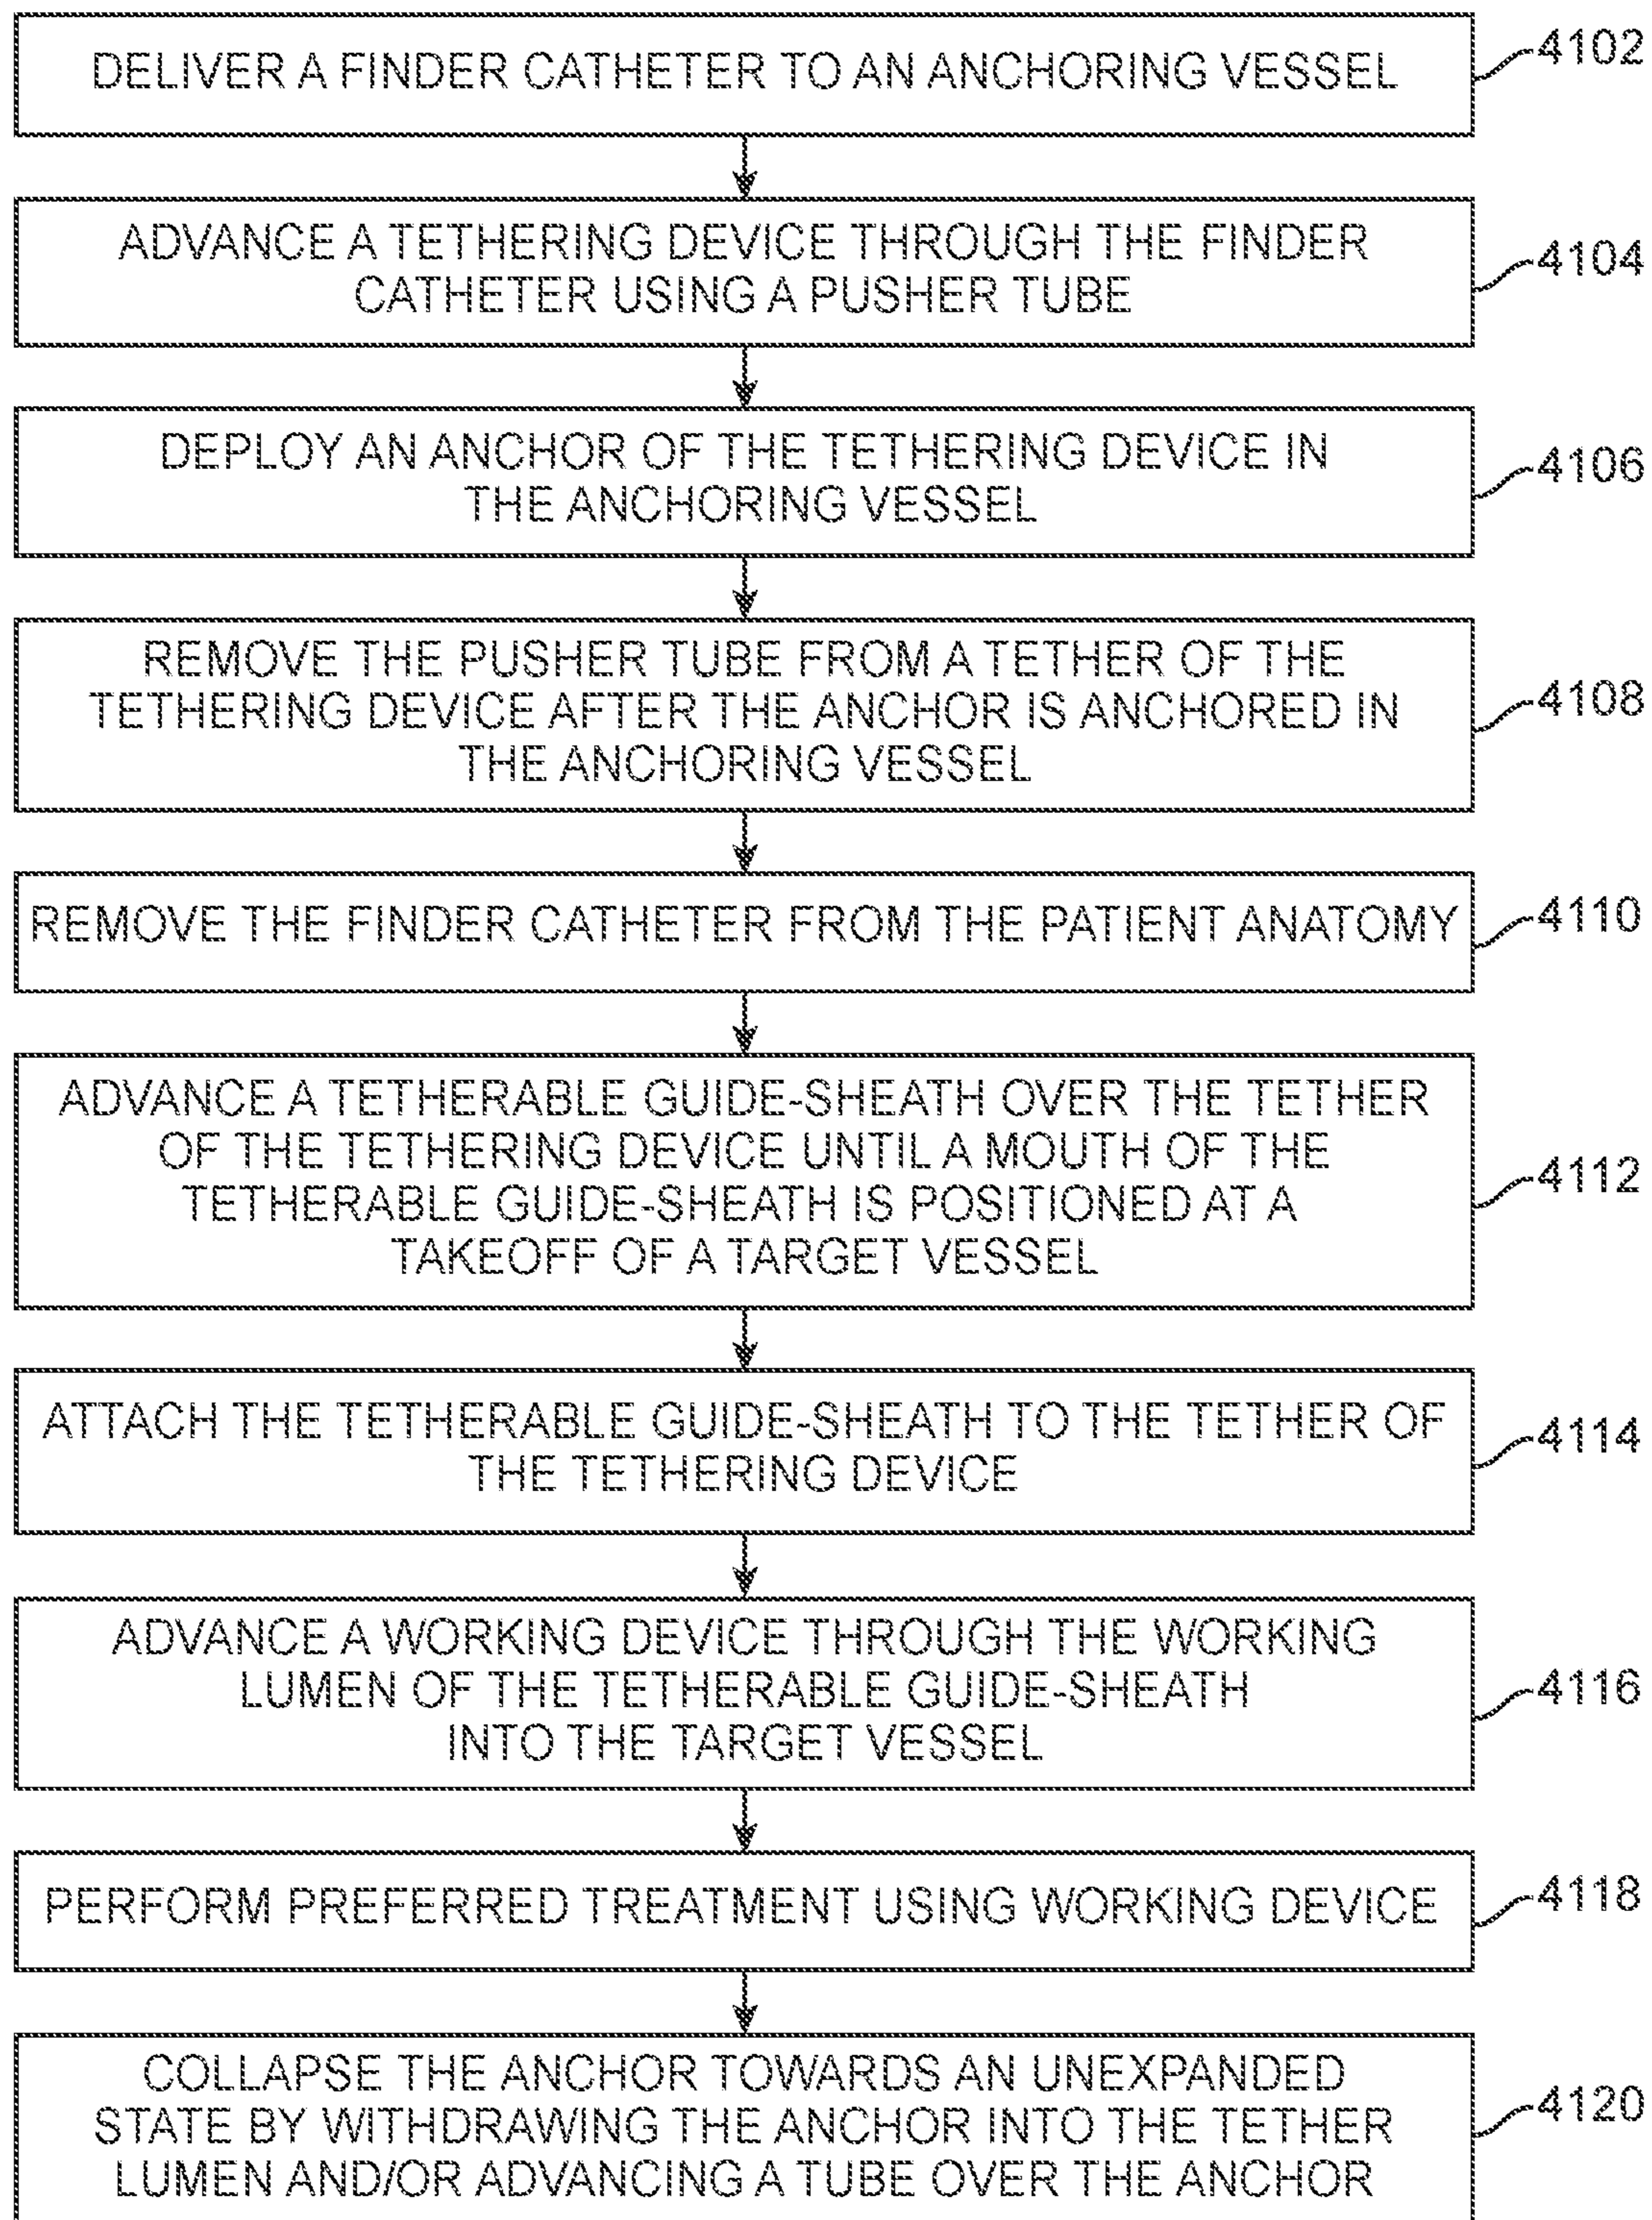 DELIVER A FINDER CATHETER TO AN ANCHORING VESSEL
4102
ADVANCE A TETHERING DEVICE THROUGH THE FINDER
CATHETER USING A PUSHER TUBE
4104
DEPLOY AN ANCHOR OF THE TETHERING DEVICE IN
THE ANCHORING VESSEL
4106
REMOVE THE PUSHER TUBE FROM A TETHER OF THE
TETHERING DEVICE AFTER THE ANCHOR IS ANCHORED IN
THE ANCHORING VESSEL
4108
REMOVE THE FINDER CATHETER FROM THE PATIENT ANATOMY
4110
ADVANCE A TETHERABLE GUIDE-SHEATH OVER THE TETHER
OF THE TETHERING DEVICE UNTIL A MOUTH OF THE
TETHERABLE GUIDE-SHEATH IS POSITIONED AT A
TAKEOFF OF A TARGET VESSEL
4112
ATTACH THE TETHERABLE GUIDE-SHEATH TO THE TETHER OF
THE TETHERING DEVICE
4114
ADVANCE A WORKING DEVICE THROUGH THE WORKING
LUMEN OF THE TETHERABLE GUIDE-SHEATH
INTO THE TARGET VESSEL
4116
PERFORM PREFERRED TREATMENT USING WORKING DEVICE
4118
COLLAPSE THE ANCHOR TOWARDS AN UNEXPANDED
STATE BY WITHDRAWING THE ANCHOR INTO THE TETHER
LUMEN AND/OR ADVANCING A TUBE OVER THE ANCHOR
4120